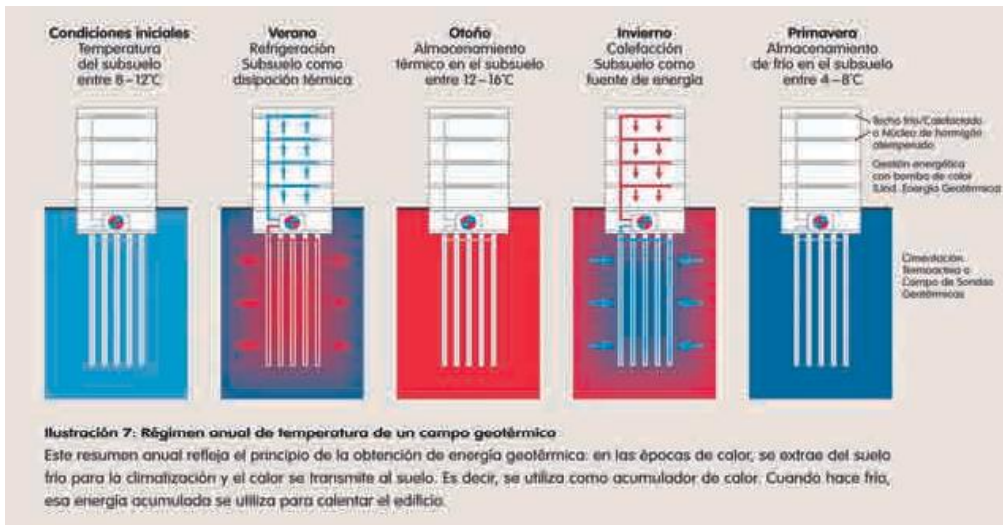 Condiciones iniciales
Temperatura
del subsuelo
entre 8–12°C
Verano
Refrigeración
Subsuelo como
disipación térmica
Otoño
Almacenamiento
térmico en el subsuelo
entre 12–16°C
Invierno
Calefacción
Subsuelo como
fuente de energía
Primavera
Almacenamiento
de frío en el subsuelo
entre 4–8°C
Techo frío/Calefactado
o Núcleo de hormigón
atemperado
Gestión energética
con bomba de calor
(Und. Energía Geotérmicas)
Cimentación
Termoactiva o
Campo de Sondas
Geotérmicas
Ilustración 7: Régimen anual de temperatura de un campo geotérmico
Este resumen anual refleja el principio de la obtención de energía geotérmica: en las épocas de calor, se extrae del suelo
frío para la climatización y el calor se transmite al suelo. Es decir, se utiliza como acumulador de calor. Cuando hace frío,
esa energía acumulada se utiliza para calentar el edificio.